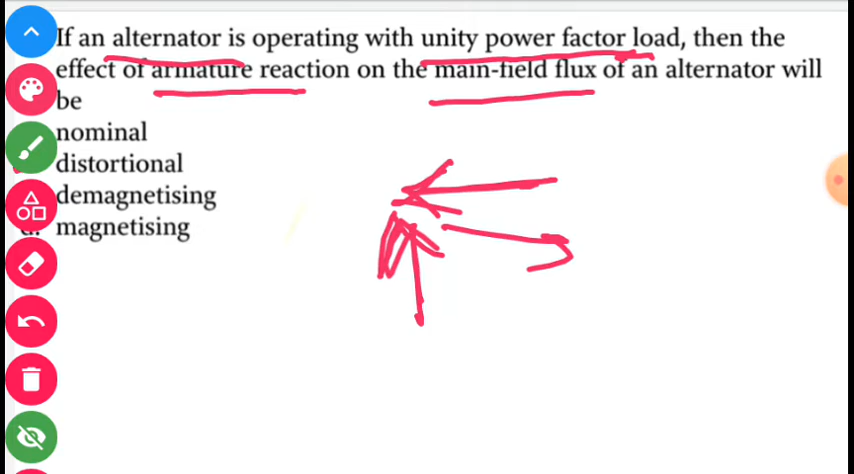 If an alternator is operating with unity power factor load, then the
effect of armature reaction on the main-field flux of an alternator will
be
nominal
distortional
demagnetising
magnetising